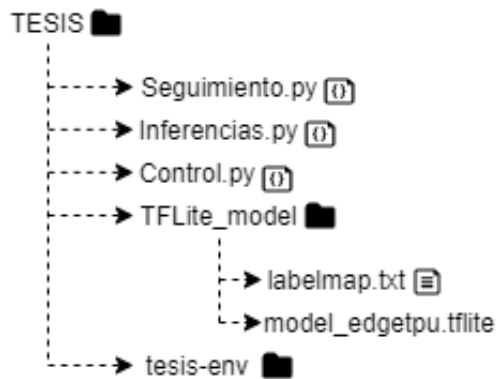 TESIS
Seguimiento.py
Inferencias.py
Control.py
TFLite_model
labelmap.txt
model_edgetpu.tflite
tesis-env